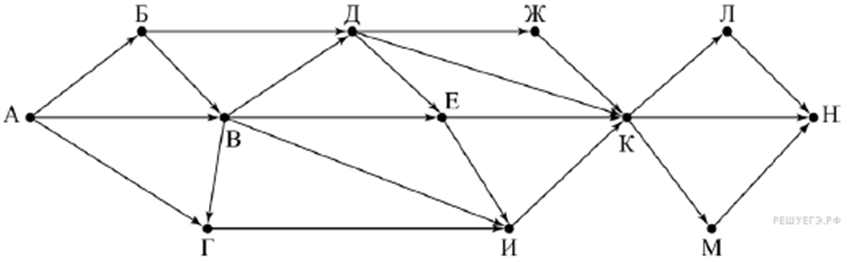 Б Д Ж Л
А В Е К Н
Г И М
РЕШУЕГЭ.РФ